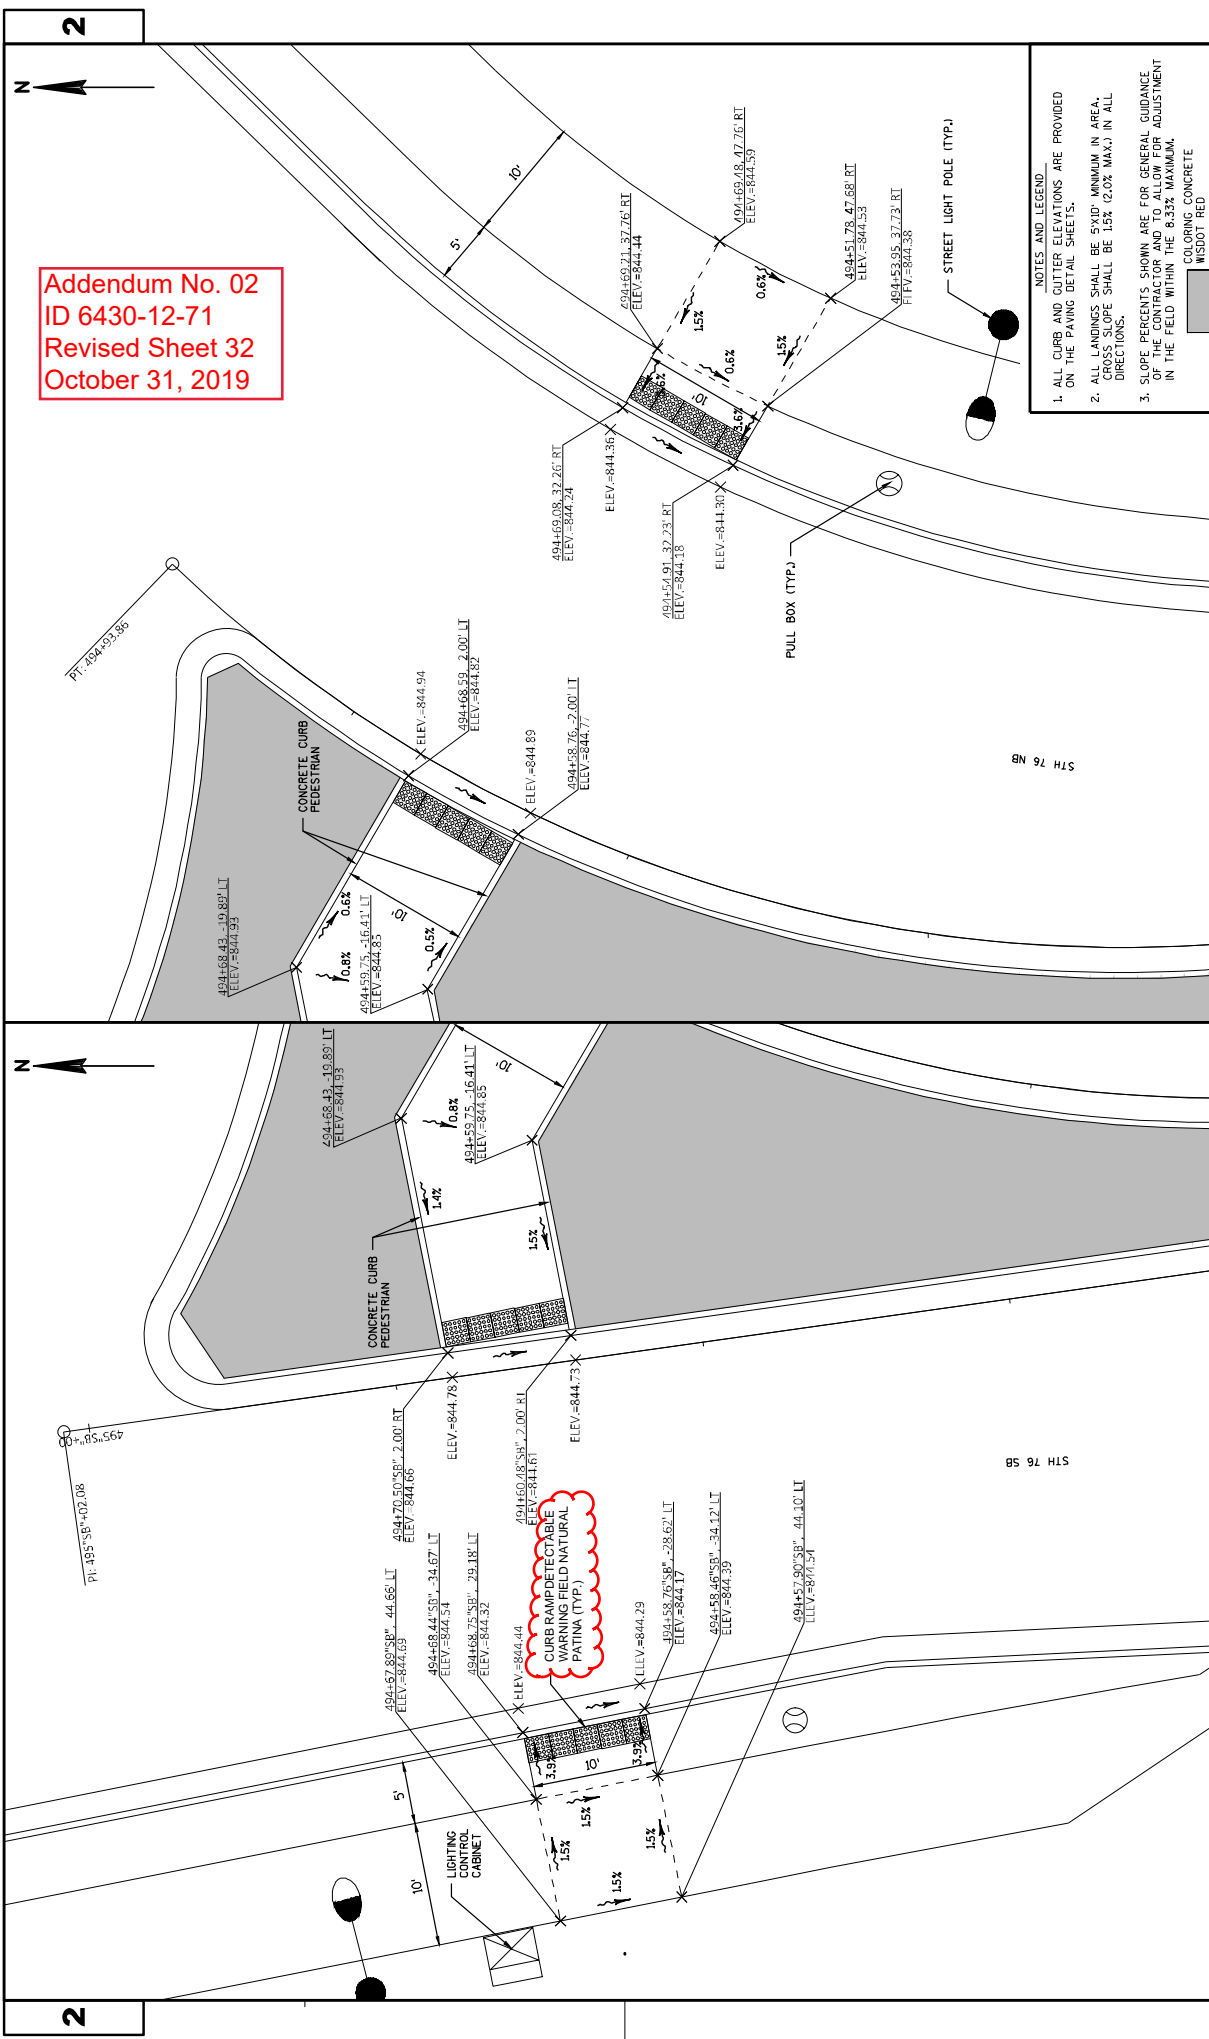 2
N
Addendum No. 02
ID 6430-12-71
Revised Sheet 32
October 31, 2019
10'
5'
494+69.48, 47.76' RT
ELEV.=844.59
494+69.21, 37.76' RT
ELEV.=844.44
494+51.78, 47.68' RT
ELEV.=844.53
494+53.95, 37.73' RT
ELEV.=844.38
STREET LIGHT POLE (TYP.)
1.5%
0.6%
0.6%
1.5%
10'
3.6%
494+69.08, 32.26' RT
ELEV.=844.24
ELEV.=844.36
494+54.91, 32.23' RT
ELEV.=844.18
ELEV.=844.30
PULL BOX (TYP.)
NOTES AND LEGEND
1. ALL CURB AND GUTTER ELEVATIONS ARE PROVIDED
ON THE PAVING DETAIL SHEETS.
2. ALL LANDINGS SHALL BE 5'X10' MINIMUM IN AREA.
CROSS SLOPE SHALL BE 1.5% (2.0% MAX.) IN ALL
DIRECTIONS.
3. SLOPE PERCENTS SHOWN ARE FOR GENERAL GUIDANCE
OF THE CONTRACTOR AND TO ALLOW FOR ADJUSTMENT
IN THE FIELD WITHIN THE 8.33% MAXIMUM.
COLORING CONCRETE
WISDOT RED
PT: 494+93.86
ELEV.=844.94
494+68.59, 2.00' LT
ELEV.=844.82
ELEV.=844.89
494+58.76, -2.00' LT
ELEV.=844.77
CONCRETE CURB
PEDESTRIAN
494+68.43, -19.89' LT
ELEV.=844.93
0.6%
0.8%
10'
494+59.75, -16.41' LT
ELEV.=844.85
0.5%
STH 76 NB
N
494+68.43, -19.89' LT
ELEV.=844.93
0.8%
10'
494+59.75, -16.41' LT
ELEV.=844.85
1.4%
1.5%
CONCRETE CURB
PEDESTRIAN
495"SB"+00
PI: 495"SB"+02.08
494+70.50"SB", 2.00' RT
ELEV.=844.66
ELEV.=844.78
494+60.48"SB", 2.00' RT
ELEV.=844.61
ELEV.=844.73
STH 76 SB
494+67.89"SB", 44.66' LT
ELEV.=844.69
494+68.44"SB", -34.67' LT
ELEV.=844.54
494+68.75"SB", 29.18' LT
ELEV.=844.32
ELEV.=844.44
CURB RAMP DETECTABLE
WARNING FIELD NATURAL
PATINA (TYP.)
ELEV.=844.29
494+58.76"SB", -28.62' LT
ELEV.=844.17
494+58.46"SB", -34.12' LT
ELEV.=844.39
494+57.90"SB", 44.10' LT
ELEV.=844.54
3.9%
10'
3.9%
1.5%
1.5%
1.5%
1.5%
5'
10'
LIGHTING
CONTROL
CABINET
2